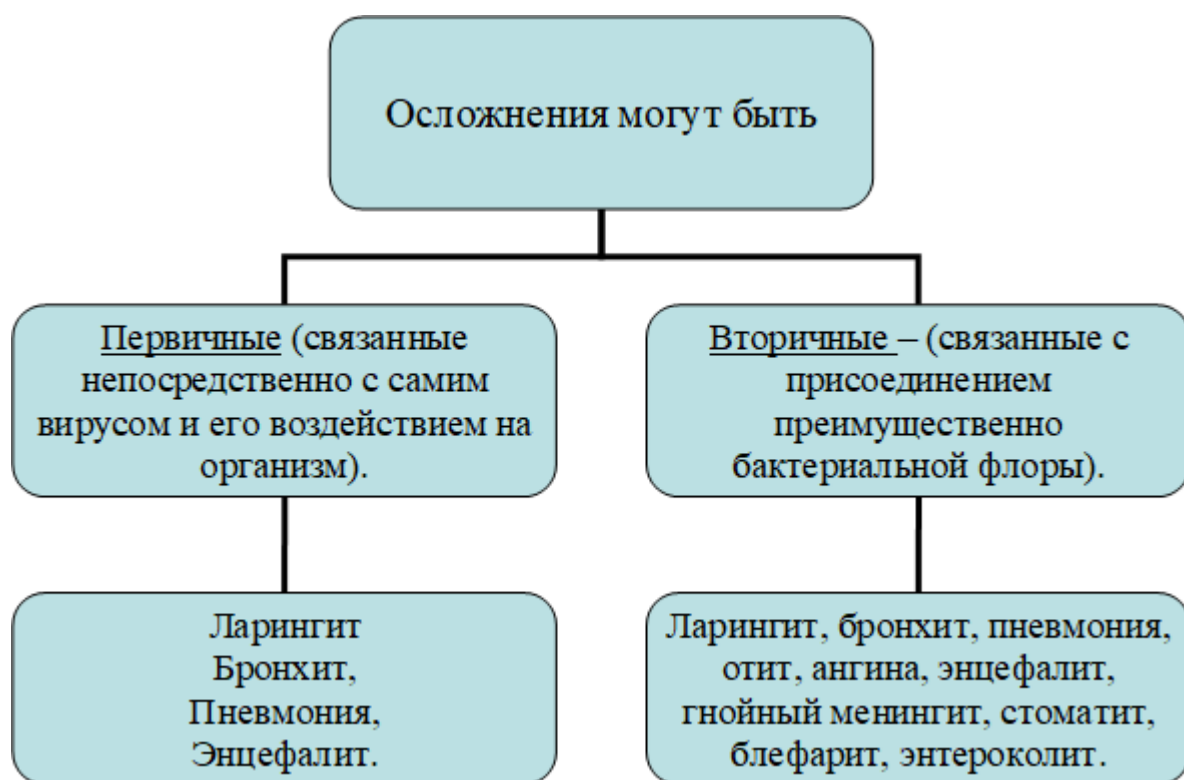 Осложнения могут быть
Первичные (связанные
непосредственно с самим
вирусом и его воздействием на
организм).
Вторичные – (связанные с
присоединением
преимущественно
бактериальной флоры).
Ларингит
Бронхит,
Пневмония,
Энцефалит.
Ларингит, бронхит, пневмония,
отит, ангина, энцефалит,
гнойный менингит, стоматит,
блефарит, энтероколит.